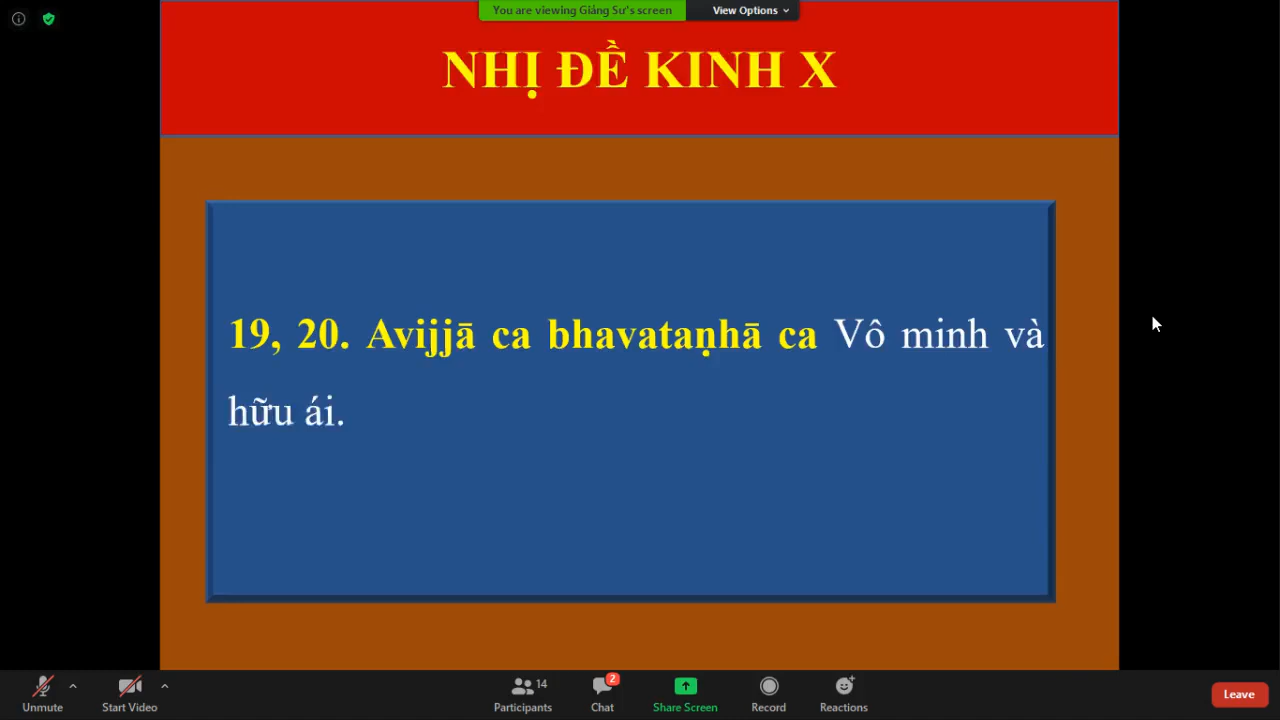 You are viewing Giảng Sư's screen
View Options
NHỊ ĐỀ KINH X
19, 20. Avijjā ca bhavataṇhā ca Vô minh và
hữu ái.
Unmute
Start Video
14
Participants
2
Chat
Share Screen
Record
Reactions
Leave